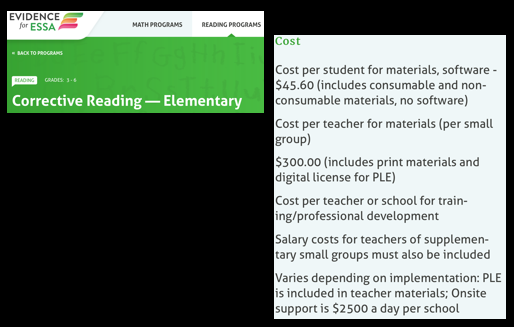 EVIDENCE
for ESSA
MATH PROGRAMS
READING PROGRAMS
< BACK TO PROGRAMS
READING
GRADES: 3 - 6
Corrective Reading — Elementary
Cost
Cost per student for materials, software -
$45.60 (includes consumable and non-
consumable materials, no software)
Cost per teacher for materials (per small
group)
$300.00 (includes print materials and
digital license for PLE)
Cost per teacher or school for train-
ing/professional development
Salary costs for teachers of supplemen-
tary small groups must also be included
Varies depending on implementation: PLE
is included in teacher materials; Onsite
support is $2500 a day per school